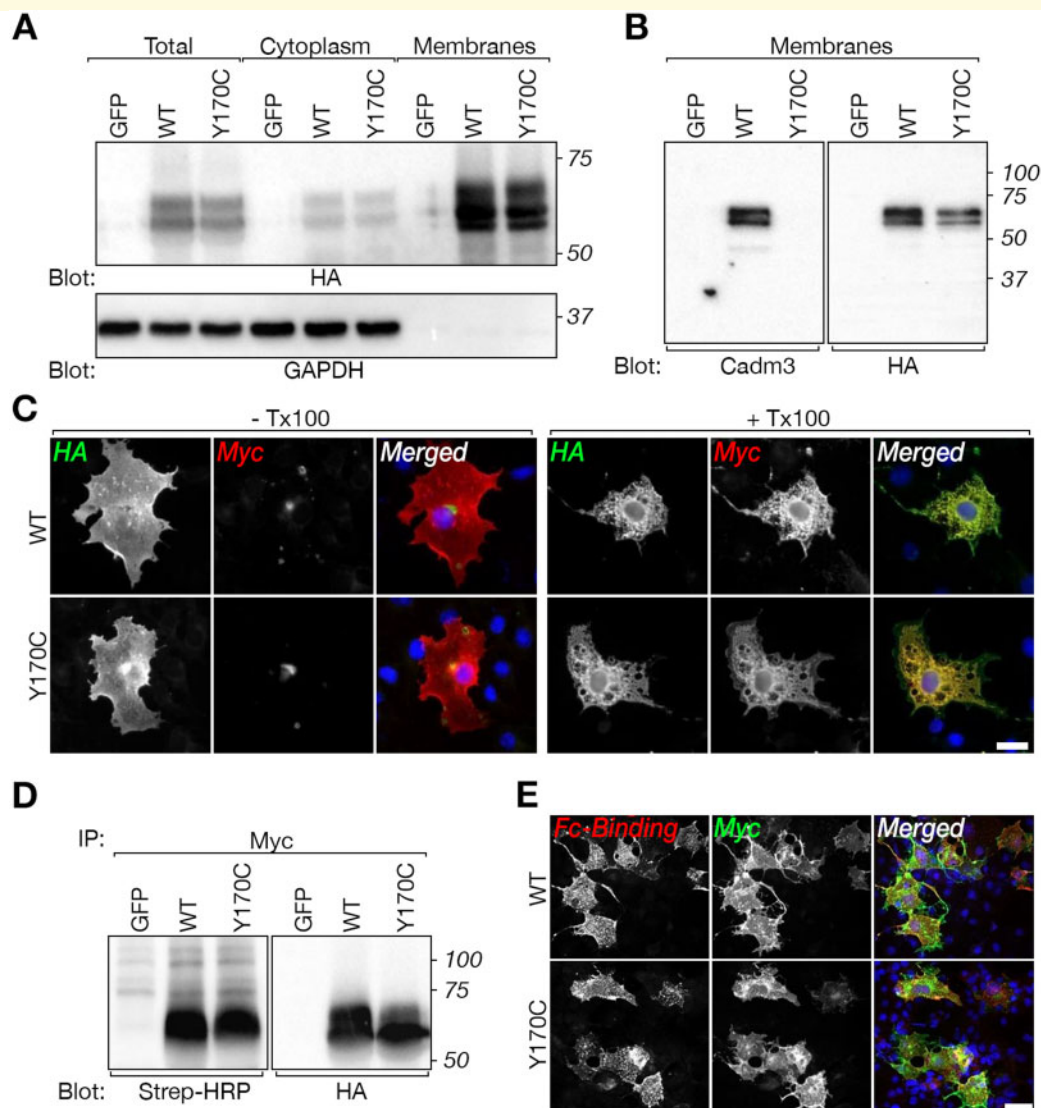 A
Total Cytoplasm Membranes
GFP WT Y170C GFP WT Y170C GFP WT Y170C
75
50
Blot: HA
37
Blot: GAPDH
B
Membranes
GFP WT Y170C GFP WT Y170C
100
75
50
37
Blot: Cadm3 HA
C
- Tx100 + Tx100
HA Myc Merged HA Myc Merged
WT
Y170C
D
IP: Myc
GFP WT Y170C GFP WT Y170C
100
75
50
Blot: Strep-HRP HA
E
Fc-Binding Myc Merged
WT
Y170C